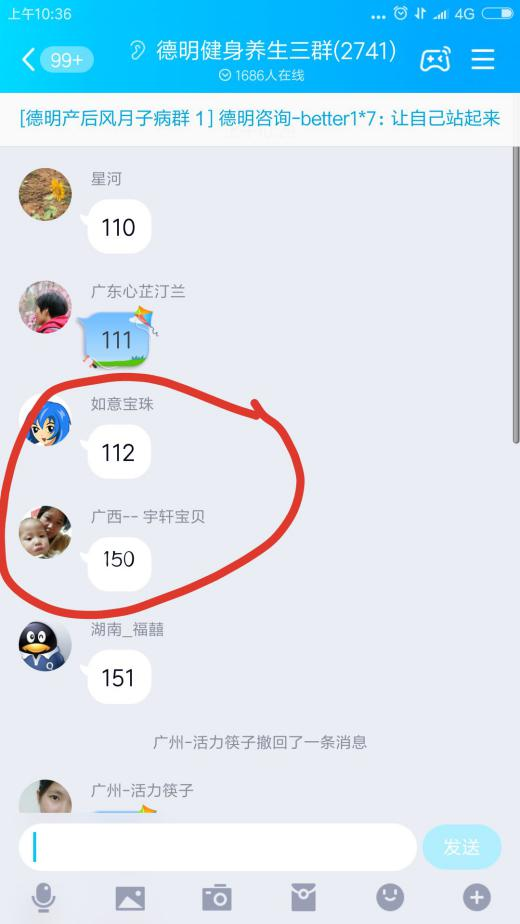 上午10:36
4G
99+
德明健身养生三群(2741)
1686人在线
[德明产后风月子病群 1] 德明咨询-better1*7: 让自己站起来
星河
110
广东心芷汀兰
111
如意宝珠
112
广西-- 宇轩宝贝
150
湖南_福囍
151
广州-活力筷子撤回了一条消息
广州-活力筷子
发送